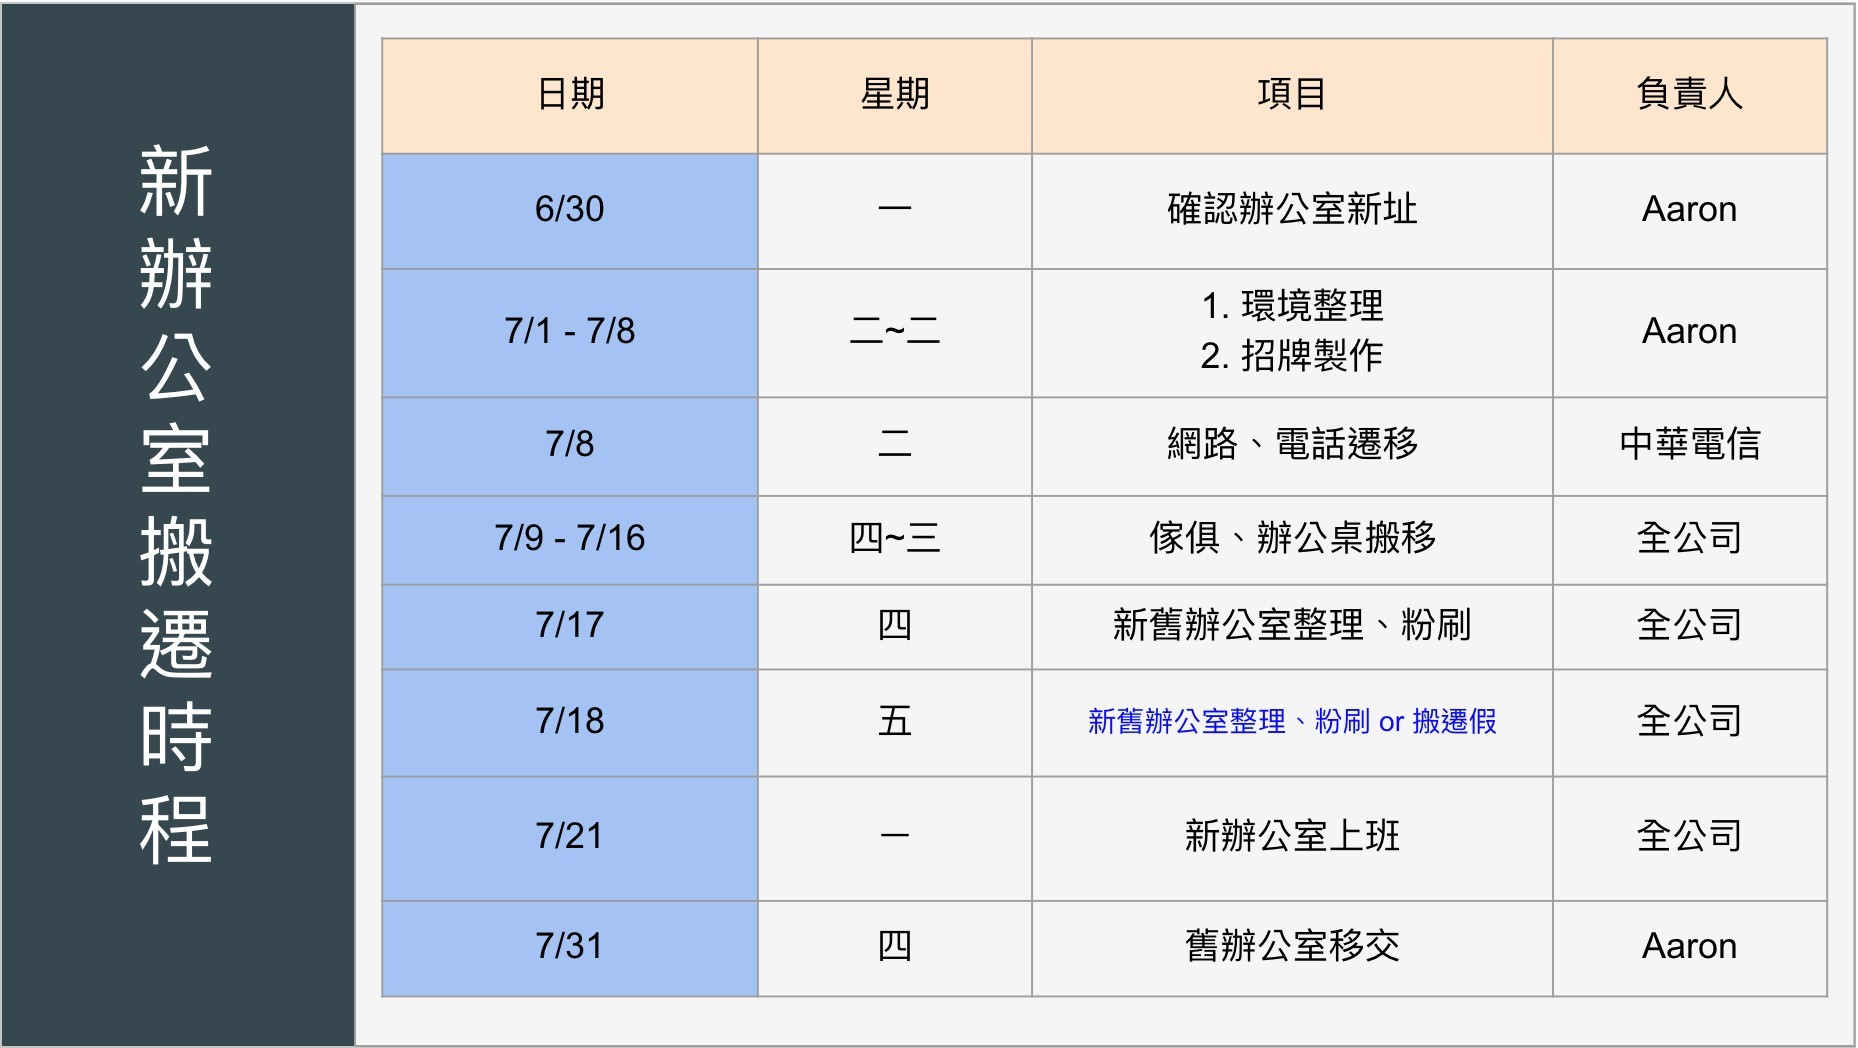 新辦公室搬遷時程
日期 星期 項目 負責人
6/30 一 確認辦公室新址 Aaron
7/1 - 7/8 二~二 1. 環境整理
2. 招牌製作 Aaron
7/8 二 網路、電話遷移 中華電信
7/9 - 7/16 四~三 傢俱、辦公桌搬移 全公司
7/17 四 新舊辦公室整理、粉刷 全公司
7/18 五 新舊辦公室整理、粉刷 or 搬遷假 全公司
7/21 一 新辦公室上班 全公司
7/31 四 舊辦公室移交 Aaron